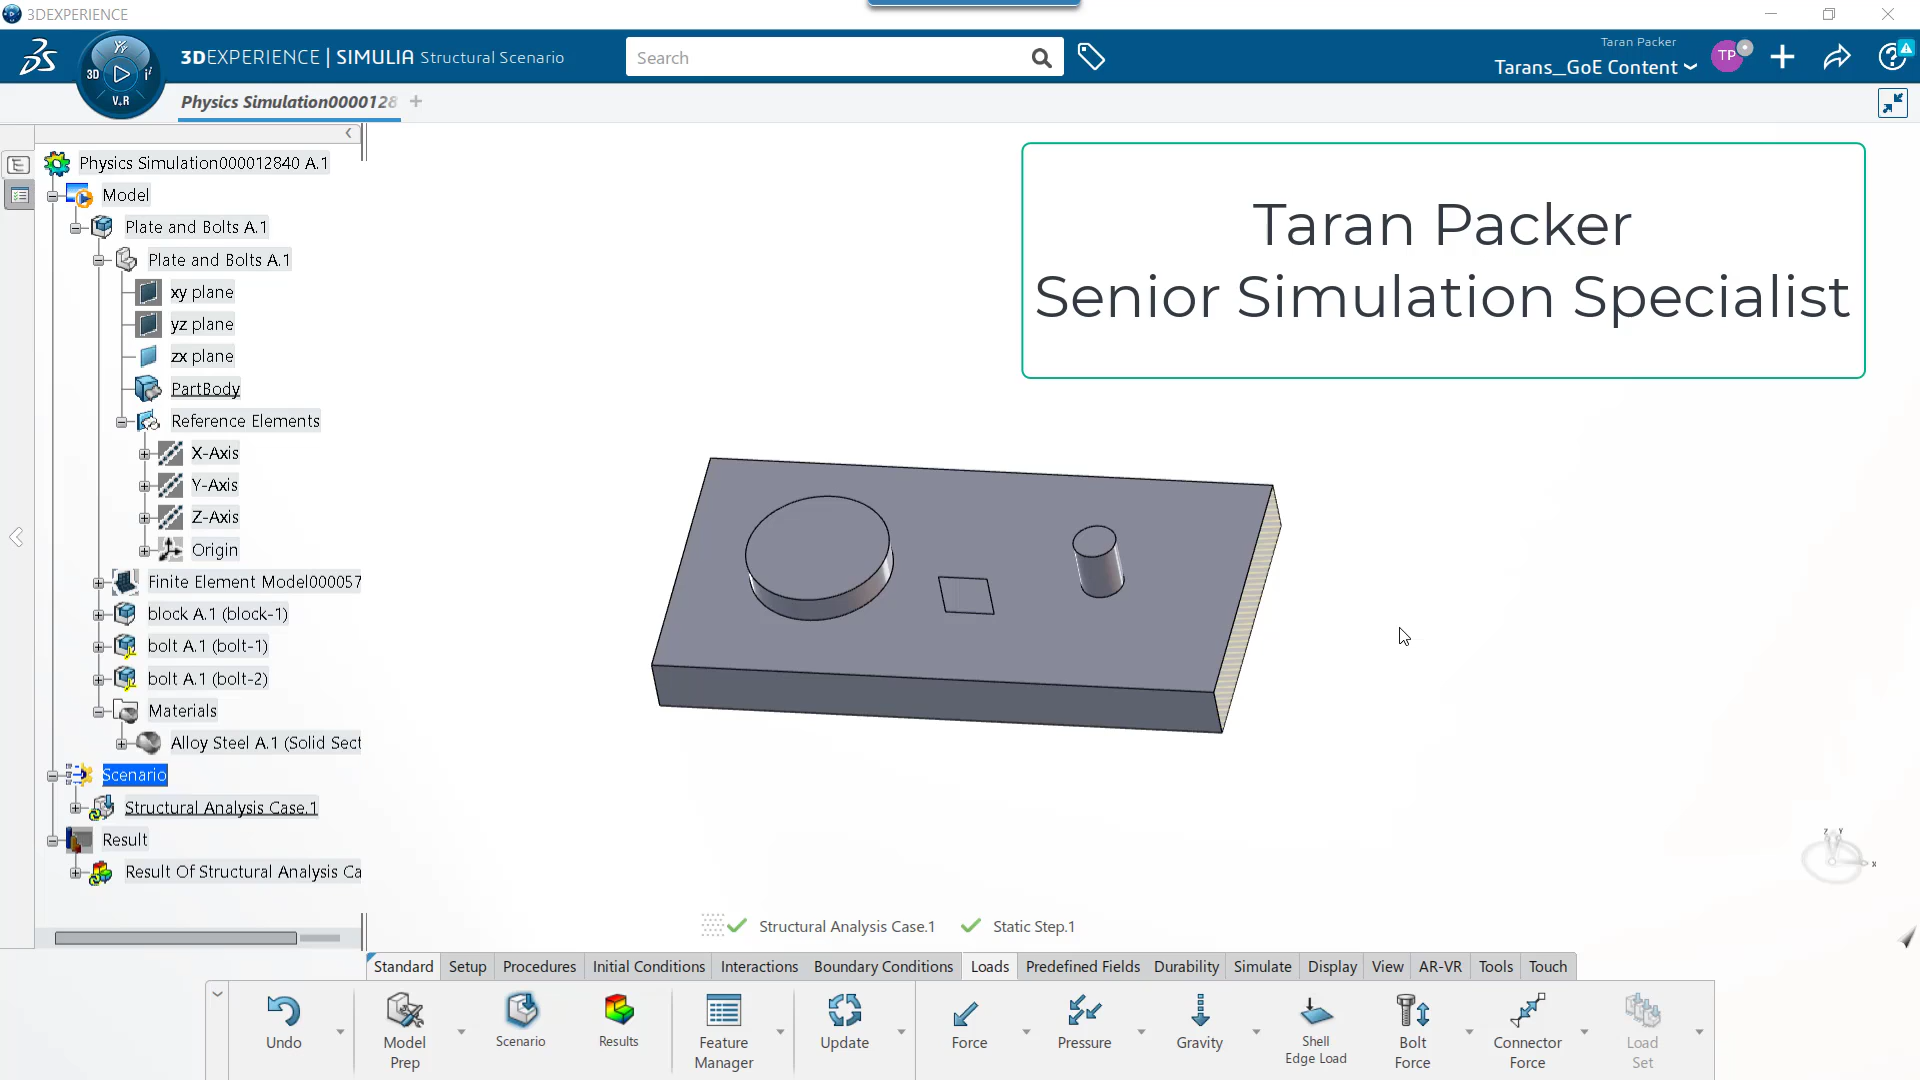 3DEXPERIENCE
3DEXPERIENCE | SIMULIA Structural Scenario
Search
Taran Packer
Tarans_GoE Content
TP
3D
V.R
Physics Simulation0000128
Physics Simulation000012840 A.1
Model
Plate and Bolts A.1
Plate and Bolts A.1
xy plane
yz plane
zx plane
PartBody
Reference Elements
X-Axis
Y-Axis
Z-Axis
Origin
Finite Element Model000057
block A.1 (block-1)
bolt A.1 (bolt-1)
bolt A.1 (bolt-2)
Materials
Alloy Steel A.1 (Solid Sect
Scenario
Structural Analysis Case.1
Result
Result Of Structural Analysis Ca
Taran Packer
Senior Simulation Specialist
z y
x
Structural Analysis Case.1 Static Step.1
Standard Setup Procedures Initial Conditions Interactions Boundary Conditions Loads Predefined Fields Durability Simulate Display View AR-VR Tools Touch
Undo
Model Prep
Scenario
Results
Feature Manager
Update
Force
Pressure
Gravity
Shell Edge Load
Bolt Force
Connector Force
Load Set